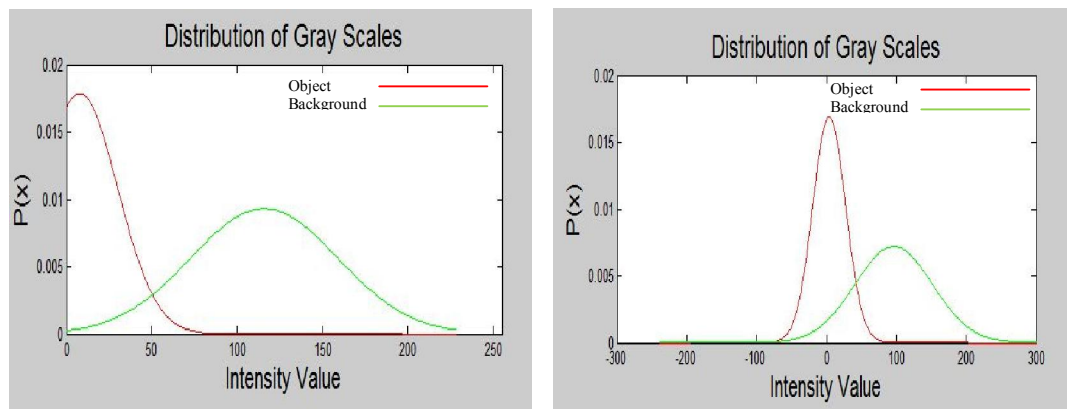 Distribution of Gray Scales
0.02
0.015
0.01
0.005
0
P(x)
Object
Background
0 50 100 150 200 250
Intensity Value
Distribution of Gray Scales
0.02
0.015
0.01
0.005
0
P(x)
Object
Background
-300 -200 -100 0 100 200 300
Intensity Value